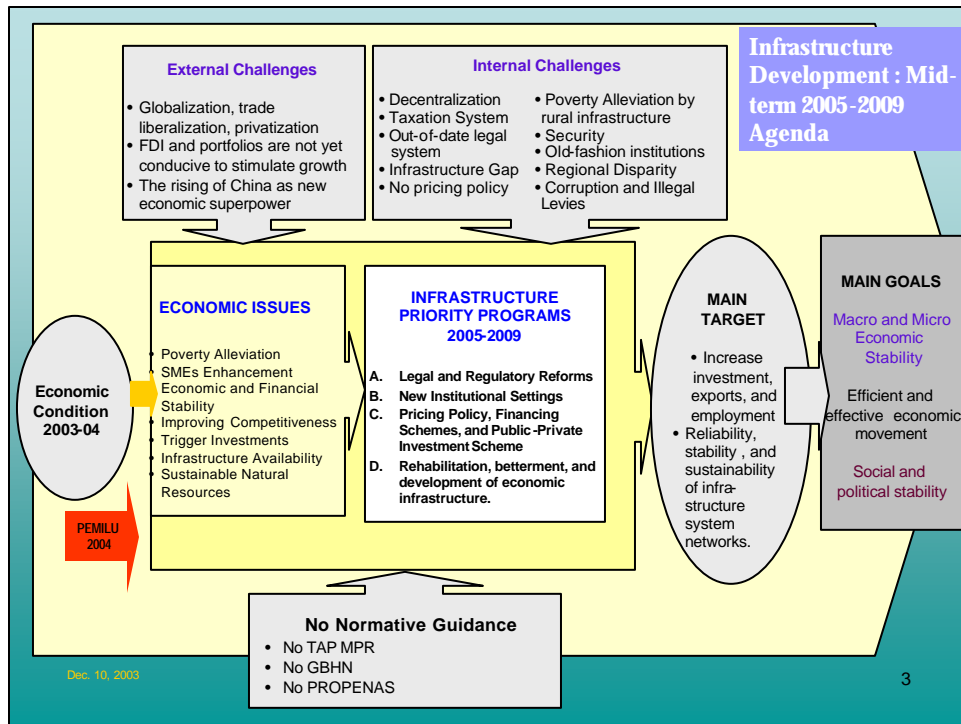 Infrastructure
Development : Mid-
term 2005-2009
Agenda
External Challenges
• Globalization, trade
liberalization, privatization
• FDI and portfolios are not yet
conducive to stimulate growth
• The rising of China as new
economic superpower
Internal Challenges
• Decentralization
• Taxation System
• Out-of-date legal
system
• Infrastructure Gap
• No pricing policy
• Poverty Alleviation by
rural infrastructure
• Security
• Old-fashion institutions
• Regional Disparity
• Corruption and Illegal
Levies
Economic
Condition
2003-04
PEMILU
2004
ECONOMIC ISSUES
• Poverty Alleviation
• SMEs Enhancement
• Economic and Financial
Stability
• Improving Competitiveness
• Trigger Investments
• Infrastructure Availability
• Sustainable Natural
Resources
INFRASTRUCTURE
PRIORITY PROGRAMS
2005-2009
A. Legal and Regulatory Reforms
B. New Institutional Settings
C. Pricing Policy, Financing
Schemes, and Public -Private
Investment Scheme
D. Rehabilitation, betterment, and
development of economic
infrastructure.
MAIN
TARGET
• Increase
investment,
exports, and
employment
• Reliability,
stability , and
sustainability
of infra-
structure
system
networks.
MAIN GOALS
Macro and Micro
Economic
Stability
Efficient and
effective economic
movement
Social and
political stability
No Normative Guidance
• No TAP MPR
• No GBHN
• No PROPENAS
Dec. 10, 2003
3